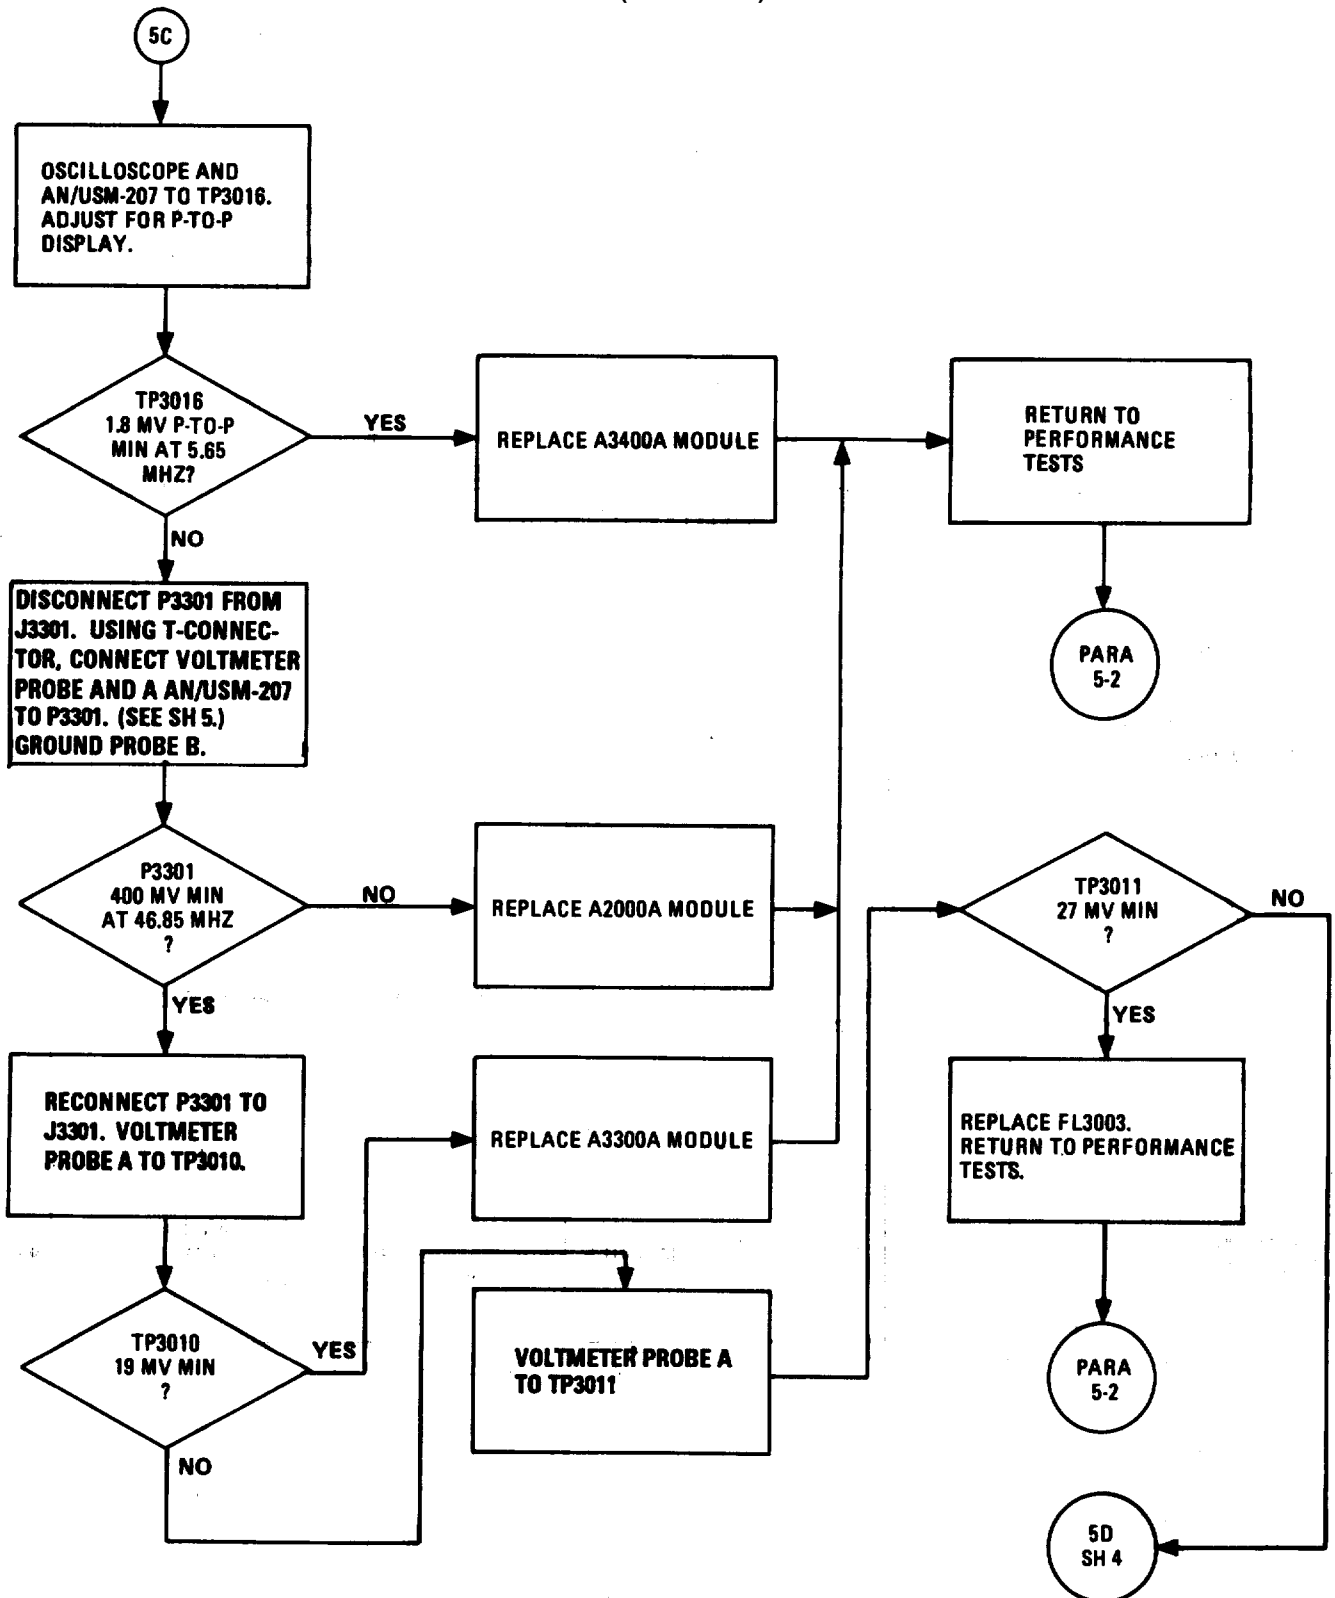 5C
OSCILLOSCOPE AND
AN/USM-207 TO TP3016.
ADJUST FOR P-TO-P
DISPLAY.
TP3016
1.8 MV P-TO-P
MIN AT 5.65
MHZ?
YES
REPLACE A3400A MODULE
RETURN TO
PERFORMANCE
TESTS
PARA
5-2
NO
DISCONNECT P3301 FROM
J3301. USING T-CONNEC-
TOR, CONNECT VOLTMETER
PROBE AND A AN/USM-207
TO P3301. (SEE SH 5.)
GROUND PROBE B.
P3301
400 MV MIN
AT 46.85 MHZ
?
NO
REPLACE A2000A MODULE
YES
RECONNECT P3301 TO
J3301. VOLTMETER
PROBE A TO TP3010.
REPLACE A3300A MODULE
TP3010
19 MV MIN
?
YES
NO
VOLTMETER PROBE A
TO TP3011
TP3011
27 MV MIN
?
NO
YES
REPLACE FL3003.
RETURN TO PERFORMANCE
TESTS.
PARA
5-2
5D
SH 4